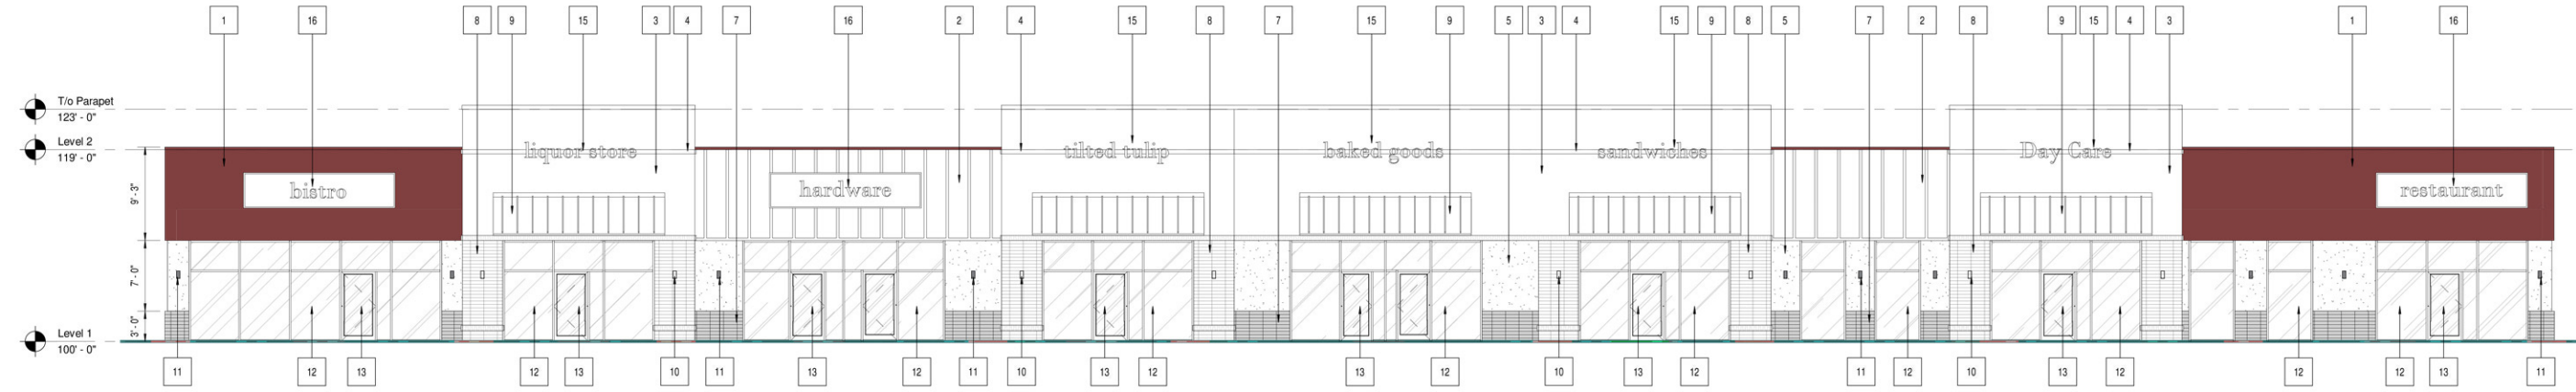 1 16 8 9 15 3 4 7 16 2 4 15 8 7 15 9 5 3 4 15 9 8 5 7 2 8 9 15 4 3 1 16
T/o Parapet
123' - 0"
Level 2
119' - 0"
liquor store tilted tulip baked goods sandwiches Day Care
bistro hardware restaurant
9' - 3"
7' - 0"
3' - 0"
Level 1
100' - 0"
11 12 13 12 13 10 11 13 12 11 10 13 12 13 12 10 13 12 11 12 10 13 12 12 12 13 11